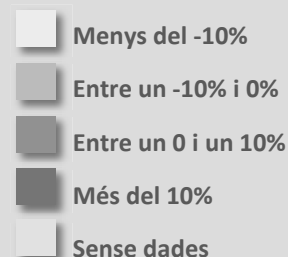 Menys del -10%
Entre un -10% i 0%
Entre un 0 i un 10%
Més del 10%
Sense dades